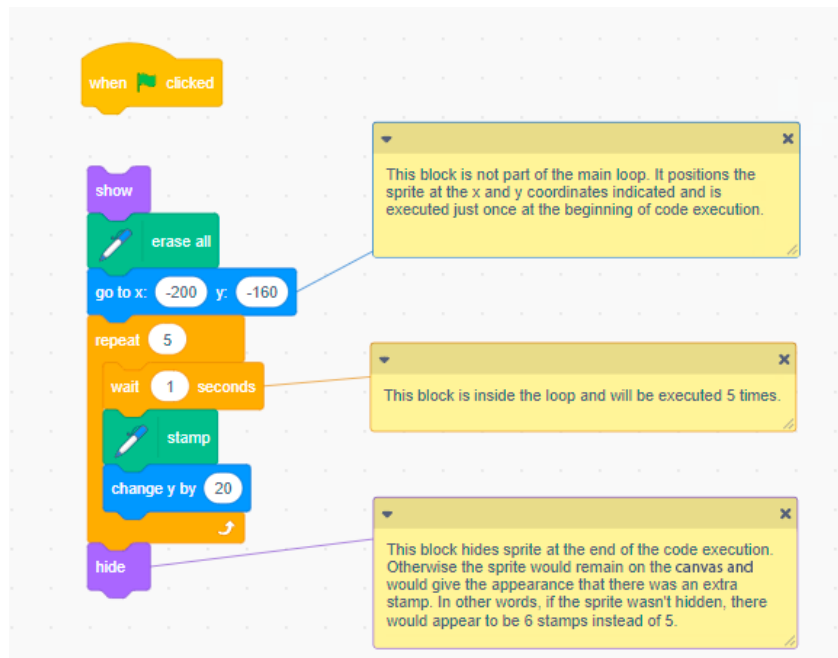 when clicked
This block is not part of the main loop. It positions the
sprite at the x and y coordinates indicated and is
executed just once at the beginning of code execution.
show
erase all
go to x: -200 y: -160
repeat 5
wait 1 seconds
This block is inside the loop and will be executed 5 times.
stamp
change y by 20
hide
This block hides sprite at the end of the code execution.
Otherwise the sprite would remain on the canvas and
would give the appearance that there was an extra
stamp. In other words, if the sprite wasn't hidden, there
would appear to be 6 stamps instead of 5.